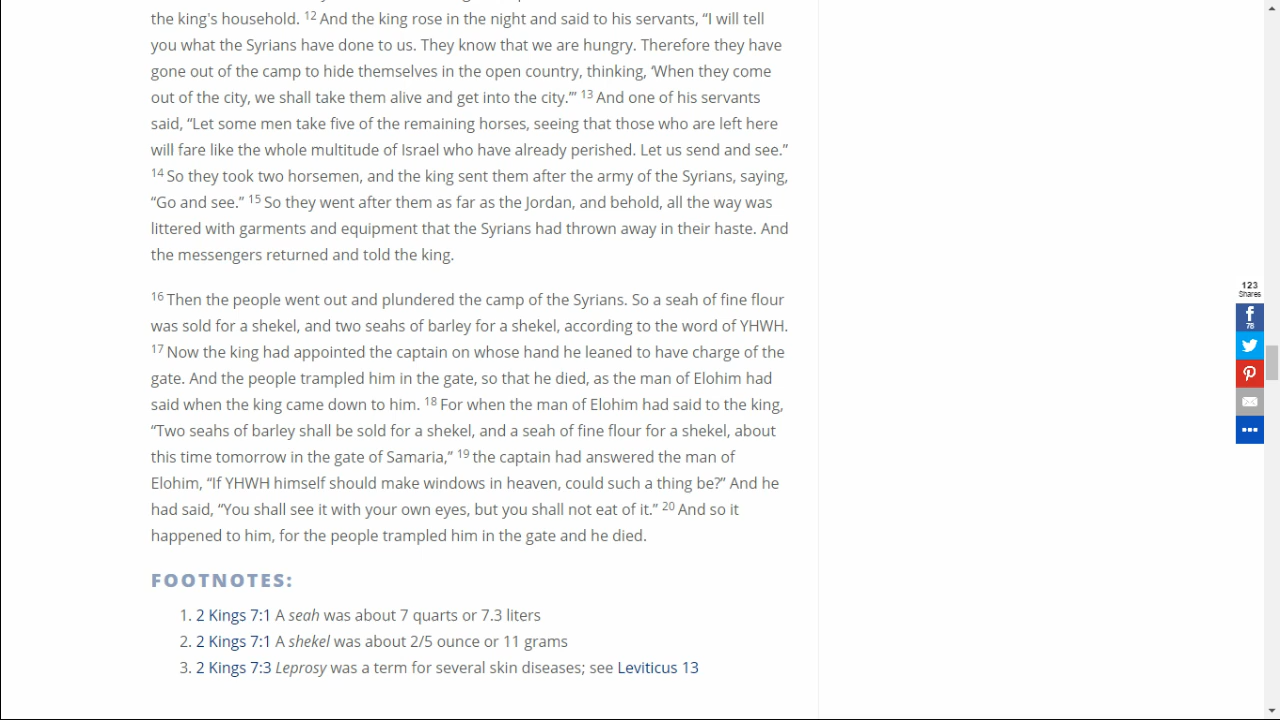 the king's household. 12 And the king rose in the night and said to his servants, “I will tell
you what the Syrians have done to us. They know that we are hungry. Therefore they have
gone out of the camp to hide themselves in the open country, thinking, ‘When they come
out of the city, we shall take them alive and get into the city.’” 13 And one of his servants
said, “Let some men take five of the remaining horses, seeing that those who are left here
will fare like the whole multitude of Israel who have already perished. Let us send and see.”
14 So they took two horsemen, and the king sent them after the army of the Syrians, saying,
“Go and see.” 15 So they went after them as far as the Jordan, and behold, all the way was
littered with garments and equipment that the Syrians had thrown away in their haste. And
the messengers returned and told the king.
16 Then the people went out and plundered the camp of the Syrians. So a seah of fine flour
was sold for a shekel, and two seahs of barley for a shekel, according to the word of YHWH.
17 Now the king had appointed the captain on whose hand he leaned to have charge of the
gate. And the people trampled him in the gate, so that he died, as the man of Elohim had
said when the king came down to him. 18 For when the man of Elohim had said to the king,
“Two seahs of barley shall be sold for a shekel, and a seah of fine flour for a shekel, about
this time tomorrow in the gate of Samaria,” 19 the captain had answered the man of
Elohim, “If YHWH himself should make windows in heaven, could such a thing be?” And he
had said, “You shall see it with your own eyes, but you shall not eat of it.” 20 And so it
happened to him, for the people trampled him in the gate and he died.
FOOTNOTES:
1. 2 Kings 7:1 A seah was about 7 quarts or 7.3 liters
2. 2 Kings 7:1 A shekel was about 2/5 ounce or 11 grams
3. 2 Kings 7:3 Leprosy was a term for several skin diseases; see Leviticus 13
123
Shares
78